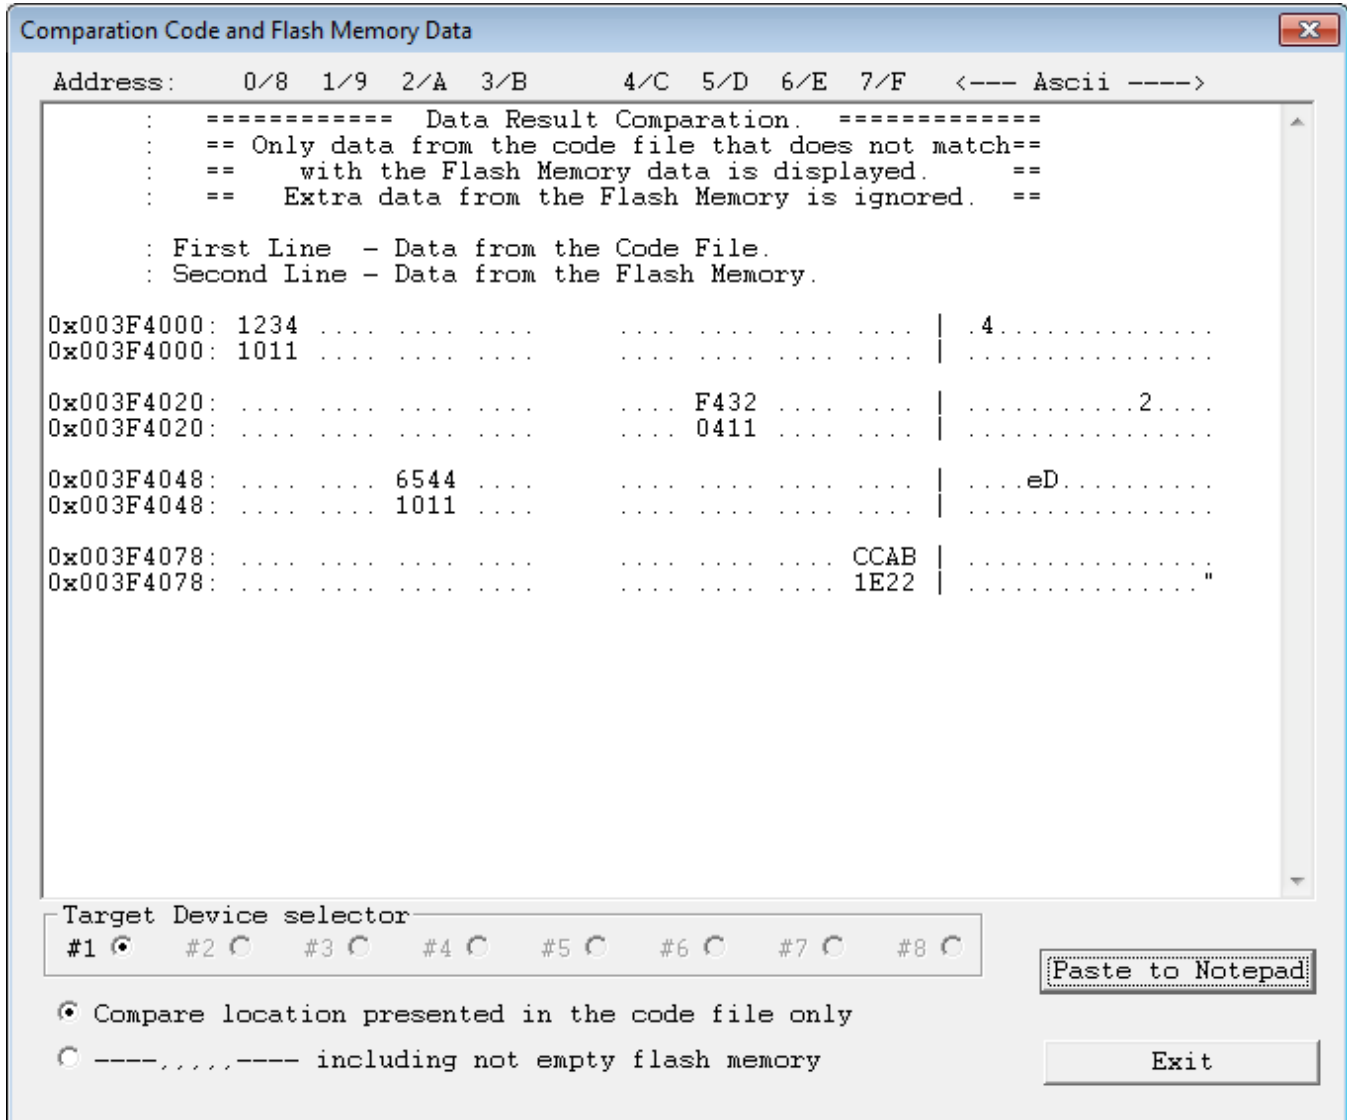 Comparation Code and Flash Memory Data
Address: 0/8 1/9 2/A 3/B 4/C 5/D 6/E 7/F <--- Ascii ---->
: ============ Data Result Comparation. =============
: == Only data from the code file that does not match==
: == with the Flash Memory data is displayed. ==
: == Extra data from the Flash Memory is ignored. ==
: First Line - Data from the Code File.
: Second Line - Data from the Flash Memory.
0x003F4000: 1234 .... .... .... .... .... .... .... | .4..............
0x003F4000: 1011 .... .... .... .... .... .... .... | ................
0x003F4020: .... .... .... .... .... F432 .... .... | ...........2....
0x003F4020: .... .... .... .... .... 0411 .... .... | ................
0x003F4048: .... .... 6544 .... .... .... .... .... | ....eD..........
0x003F4048: .... .... 1011 .... .... .... .... .... | ................
0x003F4078: .... .... .... .... .... .... .... CCAB | ................
0x003F4078: .... .... .... .... .... .... .... 1E22 | ..............."
Target Device selector
#1 #2 #3 #4 #5 #6 #7 #8
Paste to Notepad
Compare location presented in the code file only
----,,,,,---- including not empty flash memory
Exit